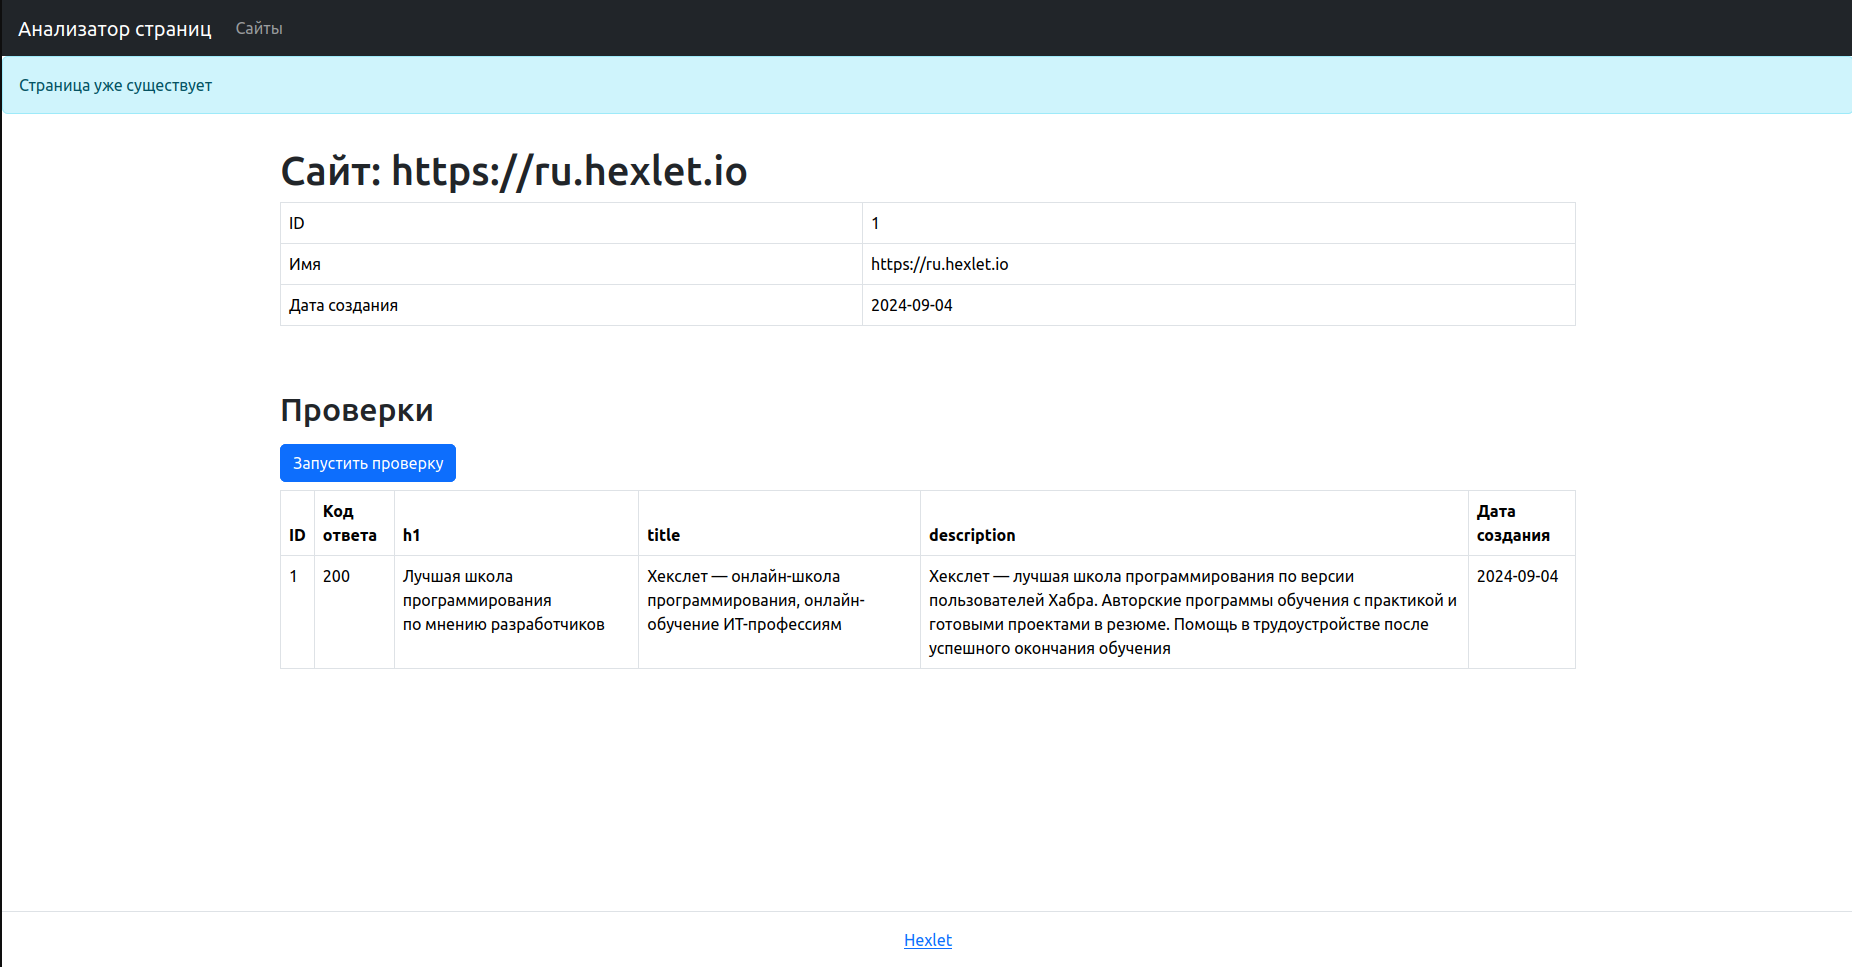 Анализатор страниц Сайты
Страница уже существует
Сайт: https://ru.hexlet.io
ID 1
Имя https://ru.hexlet.io
Дата создания 2024-09-04
Проверки
Запустить проверку
ID Код ответа h1 title description Дата создания
1 200 Лучшая школа программирования по мнению разработчиков Хекслет — онлайн-школа программирования, онлайн-обучение ИТ-профессиям Хекслет — лучшая школа программирования по версии пользователей Хабра. Авторские программы обучения с практикой и готовыми проектами в резюме. Помощь в трудоустройстве после успешного окончания обучения 2024-09-04
Hexlet